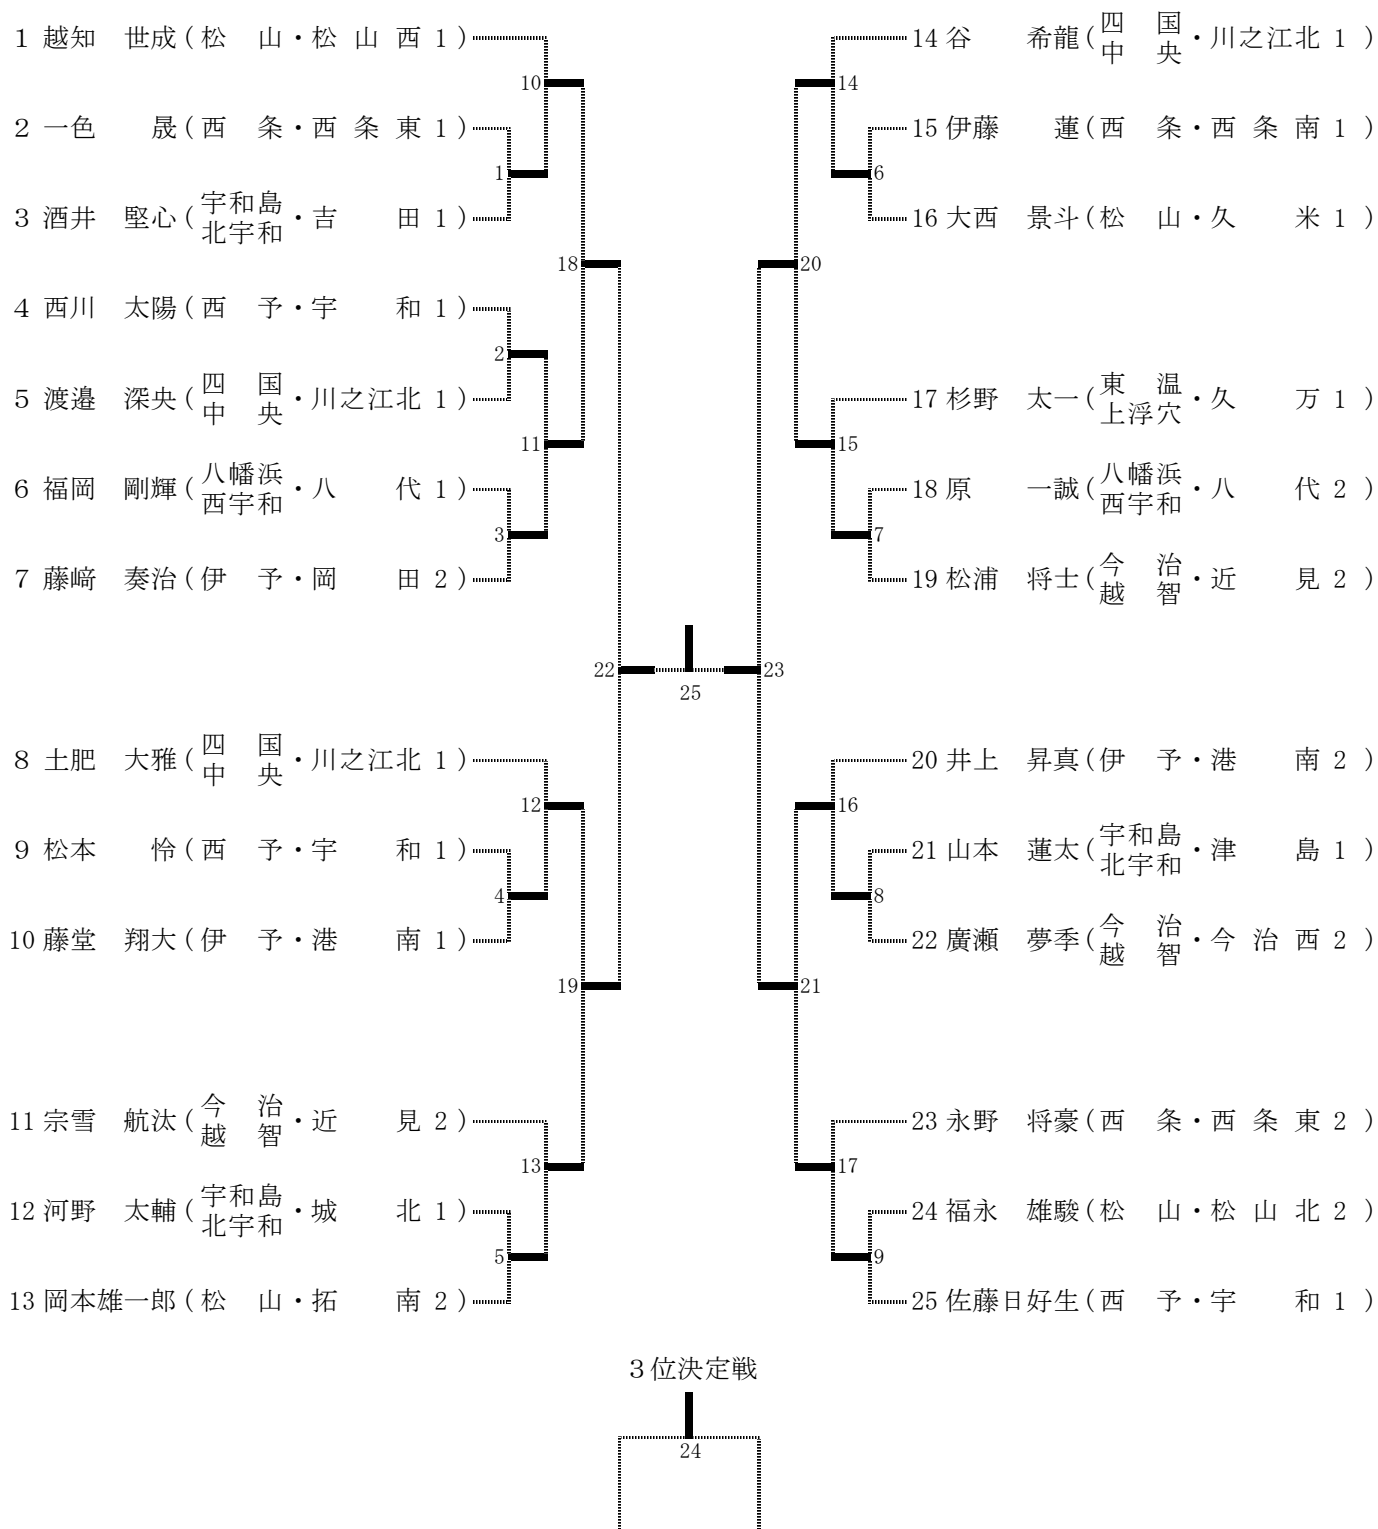 1 越知 世成(松 山・松 山 西 1)
10
2 一色 晟(西 条・西 条 東 1)
1
3 酒井 堅心(宇和島北宇和・吉 田 1)
18
4 西川 太陽(西 予・宇 和 1)
2
5 渡邉 深央(四国中央・川之江北 1)
11
6 福岡 剛輝(八幡浜西宇和・八 代 1)
3
7 藤﨑 奏治(伊 予・岡 田 2)
22
8 土肥 大雅(四国中央・川之江北 1)
12
9 松本 怜(西 予・宇 和 1)
4
10 藤堂 翔大(伊 予・港 南 1)
19
11 宗雪 航汰(今治越智・近 見 2)
13
12 河野 太輔(宇和島北宇和・城 北 1)
5
13 岡本雄一郎(松 山・拓 南 2)
25
14 谷 希龍(四国中央・川之江北 1)
14
15 伊藤 蓮(西 条・西 条 南 1)
6
16 大西 景斗(松 山・久 米 1)
20
17 杉野 太一(東温上浮穴・久 万 1)
15
18 原 一誠(八幡浜西宇和・八 代 2)
7
19 松浦 将士(今治越智・近 見 2)
23
20 井上 昇真(伊 予・港 南 2)
16
21 山本 蓮太(宇和島北宇和・津 島 1)
8
22 廣瀬 夢季(今治越智・今 治 西 2)
21
23 永野 将豪(西 条・西 条 東 2)
17
24 福永 雄駿(松 山・松 山 北 2)
9
25 佐藤日好生(西 予・宇 和 1)
3位決定戦
24